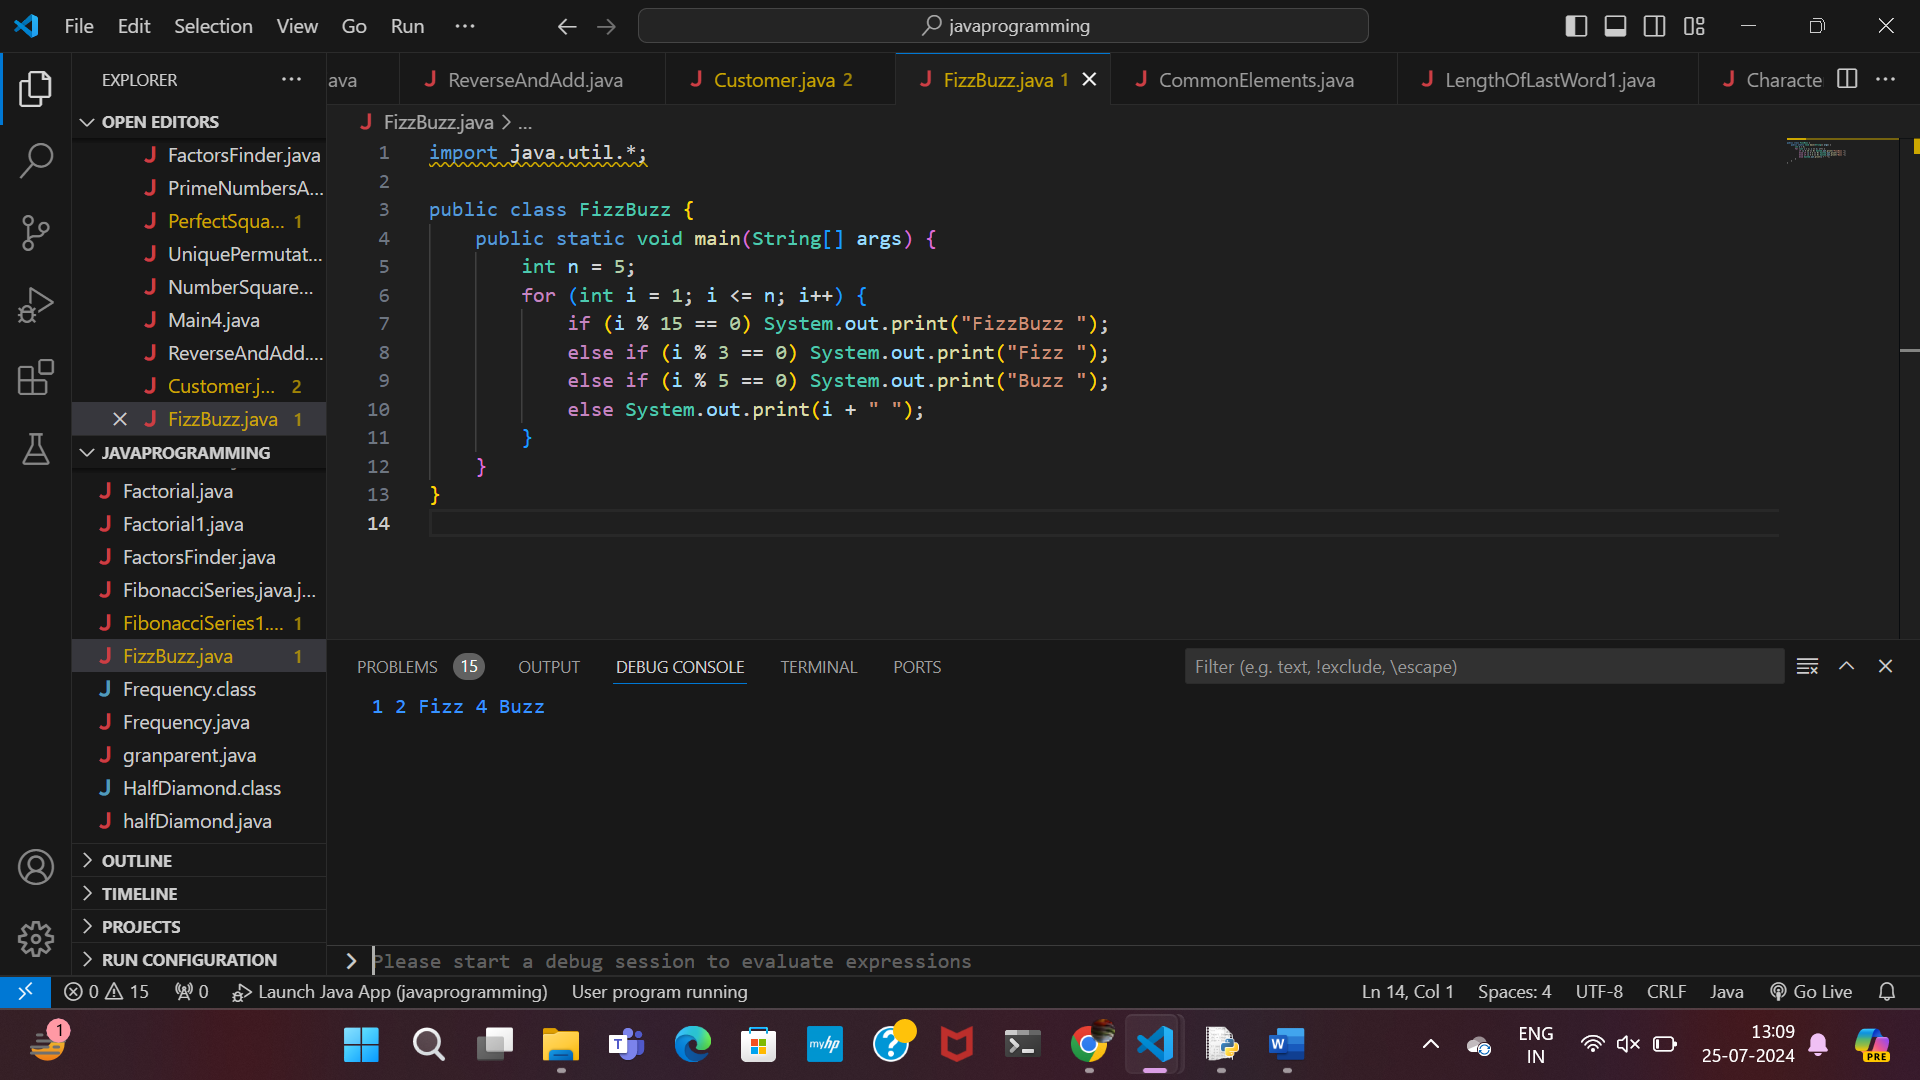 File Edit Selection View Go Run ...
javaprogramming
EXPLORER ...
ava
ReverseAndAdd.java
Customer.java 2
FizzBuzz.java 1
CommonElements.java
LengthOfLastWord1.java
Characte
OPEN EDITORS
FactorsFinder.java
PrimeNumbersA...
PerfectSqua... 1
UniquePermutat...
NumberSquare...
Main4.java
ReverseAndAdd....
Customer.j... 2
FizzBuzz.java 1
JAVAPROGRAMMING
Factorial.java
Factorial1.java
FactorsFinder.java
FibonacciSeries,java.j...
FibonacciSeries1.... 1
FizzBuzz.java 1
Frequency.class
Frequency.java
granparent.java
HalfDiamond.class
halfDiamond.java
OUTLINE
TIMELINE
PROJECTS
RUN CONFIGURATION
FizzBuzz.java > ...
1 import java.util.*;
2
3 public class FizzBuzz {
4 public static void main(String[] args) {
5 int n = 5;
6 for (int i = 1; i <= n; i++) {
7 if (i % 15 == 0) System.out.print("FizzBuzz ");
8 else if (i % 3 == 0) System.out.print("Fizz ");
9 else if (i % 5 == 0) System.out.print("Buzz ");
10 else System.out.print(i + " ");
11 }
12 }
13 }
14
PROBLEMS 15 OUTPUT DEBUG CONSOLE TERMINAL PORTS
Filter (e.g. text, !exclude, \escape)
1 2 Fizz 4 Buzz
> Please start a debug session to evaluate expressions
0 15 0 Launch Java App (javaprogramming) User program running
Ln 14, Col 1 Spaces: 4 UTF-8 CRLF Java Go Live
1
myhp
W
PRE
ENG
IN
13:09
25-07-2024